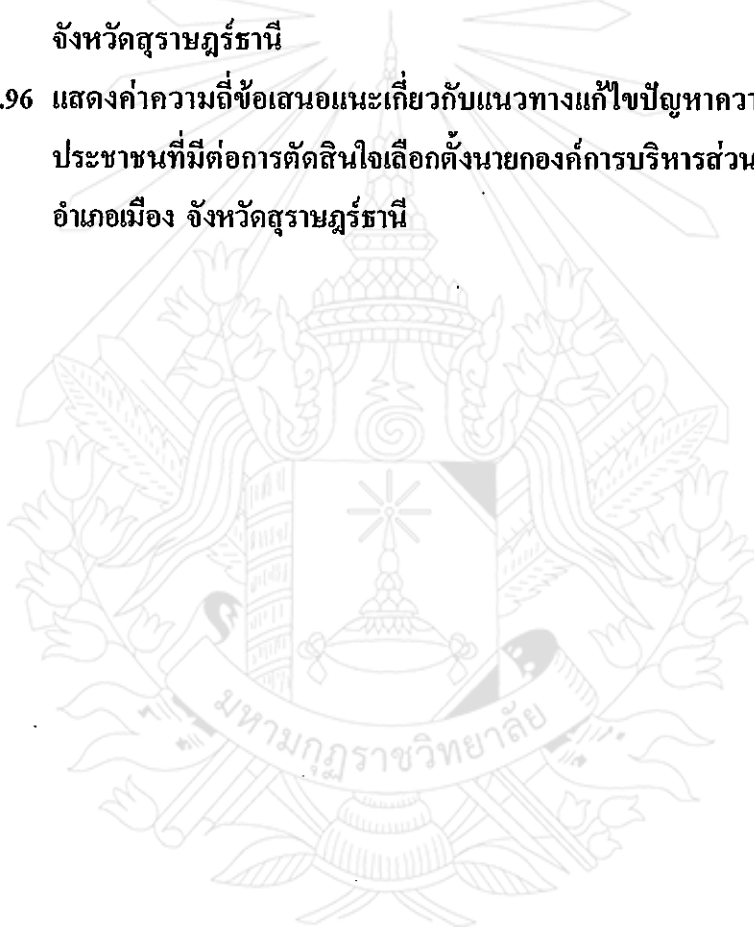 จังหวัดสุราษฎร์ธานี
.96 แสดงค่าความถี่ข้อเสนอแนะเกี่ยวกับแนวทางแก้ไขปัญหาควา
ประชาชนที่มีต่อการตัดสินใจเลือกตั้งนายกองค์การบริหารส่วน
อำเภอเมือง จังหวัดสุราษฎร์ธานี
มหามกุฏราชวิทยาลัย